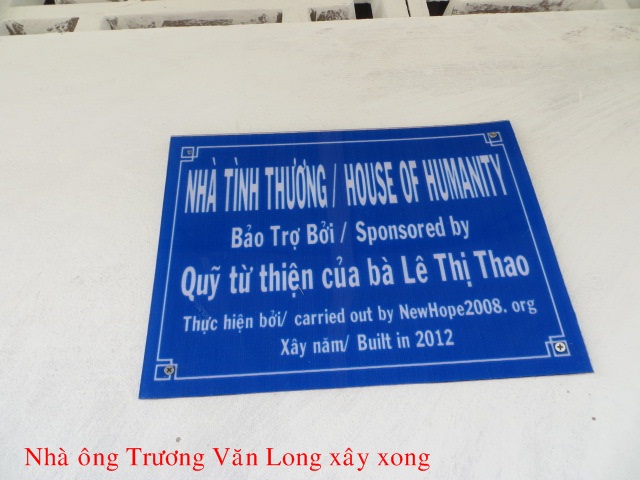 NHÀ TÌNH THƯƠNG / HOUSE OF HUMANITY
Bảo Trợ Bởi / Sponsored by
Quỹ từ thiện của bà Lê Thị Thao
Thực hiện bởi/ carried out by NewHope2008. org
Xây năm/ Built in 2012
Nhà ông Trương Văn Long xây xong